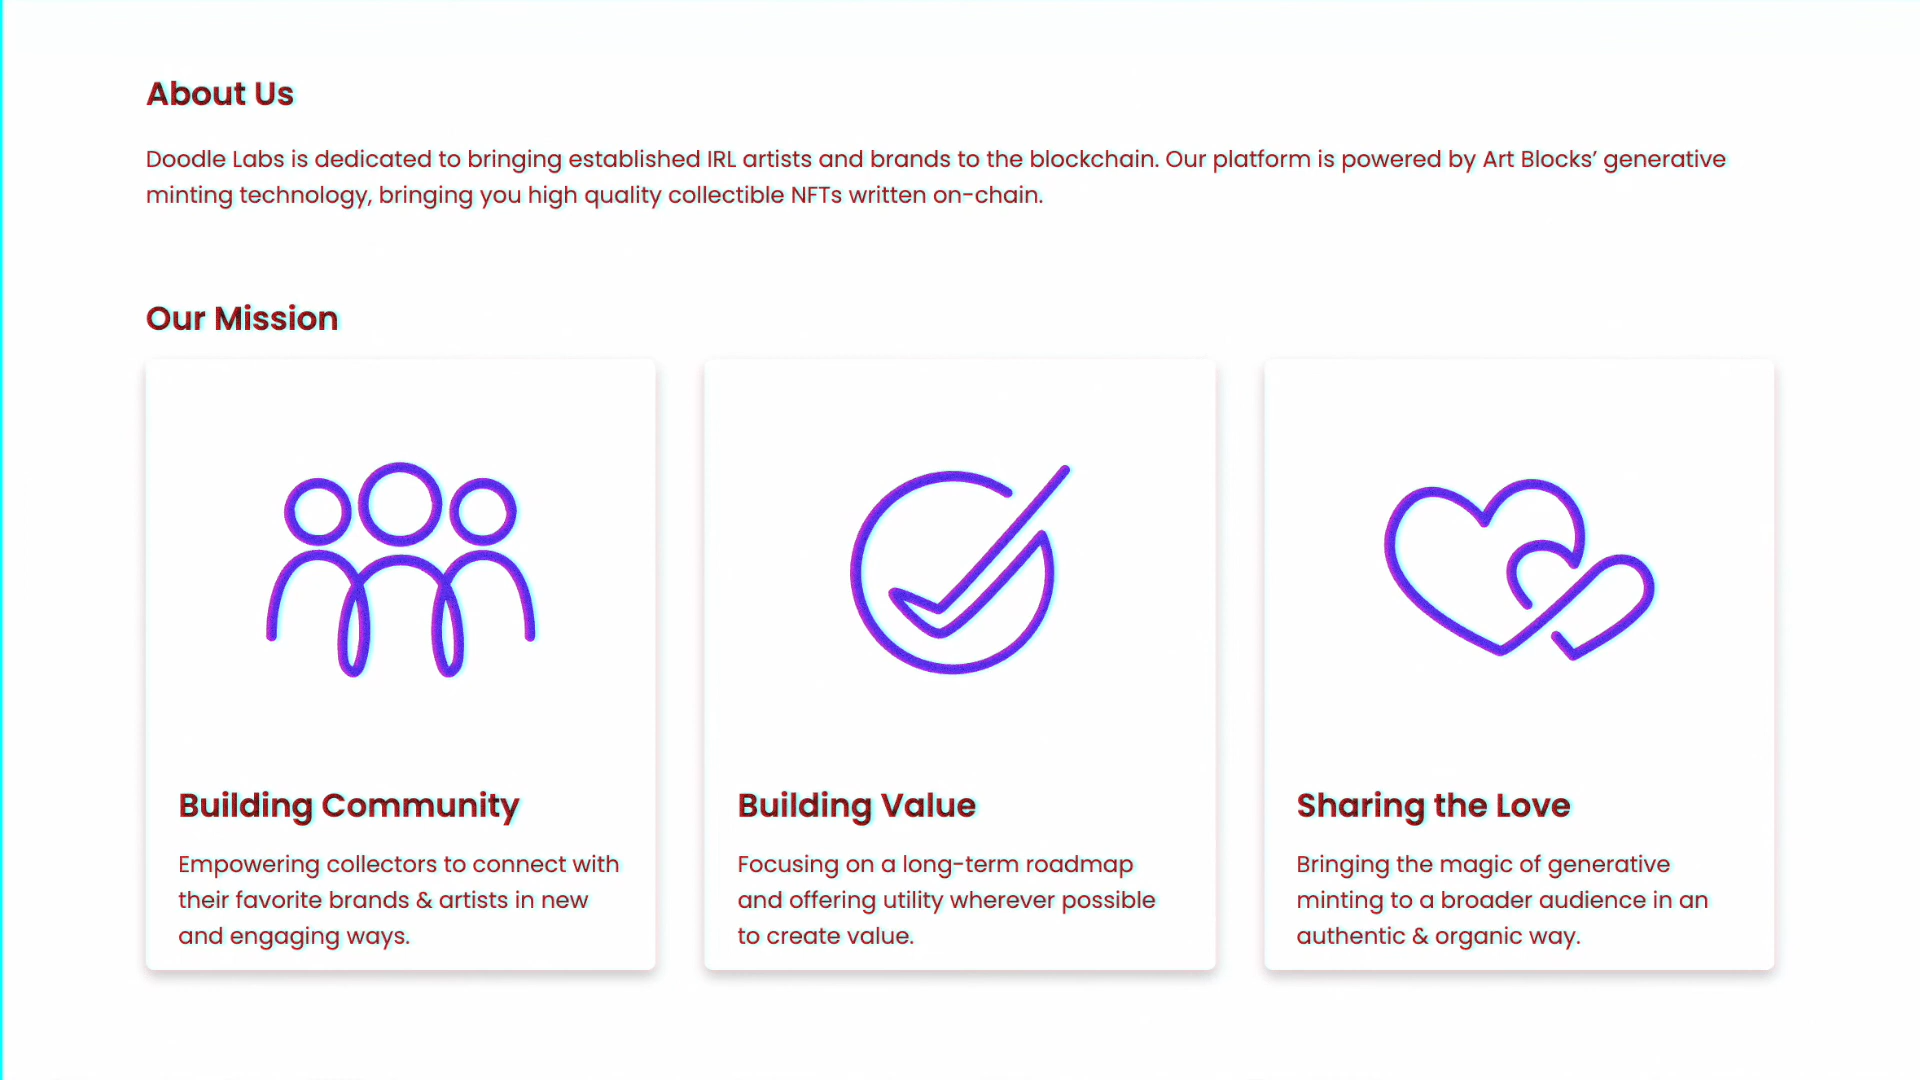 About Us
Doodle Labs is dedicated to bringing established IRL artists and brands to the blockchain. Our platform is powered by Art Blocks’ generative
minting technology, bringing you high quality collectible NFTs written on-chain.
Our Mission
Building Community
Empowering collectors to connect with
their favorite brands & artists in new
and engaging ways.
Building Value
Focusing on a long-term roadmap
and offering utility wherever possible
to create value.
Sharing the Love
Bringing the magic of generative
minting to a broader audience in an
authentic & organic way.